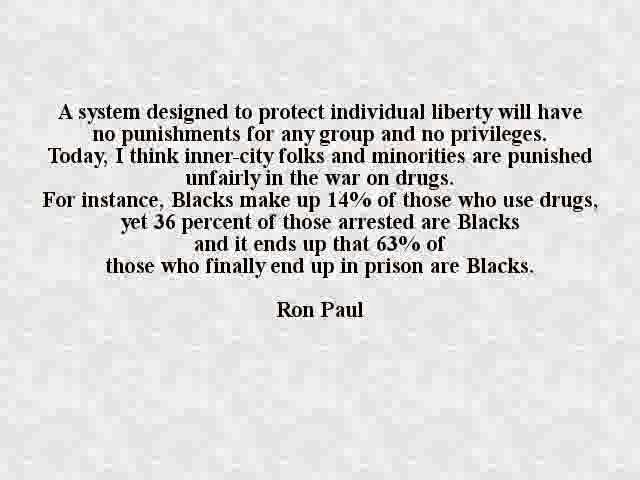 A system designed to protect individual liberty will have
no punishments for any group and no privileges.
Today, I think inner-city folks and minorities are punished
unfairly in the war on drugs.
For instance, Blacks make up 14% of those who use drugs,
yet 36 percent of those arrested are Blacks
and it ends up that 63% of
those who finally end up in prison are Blacks.
Ron Paul